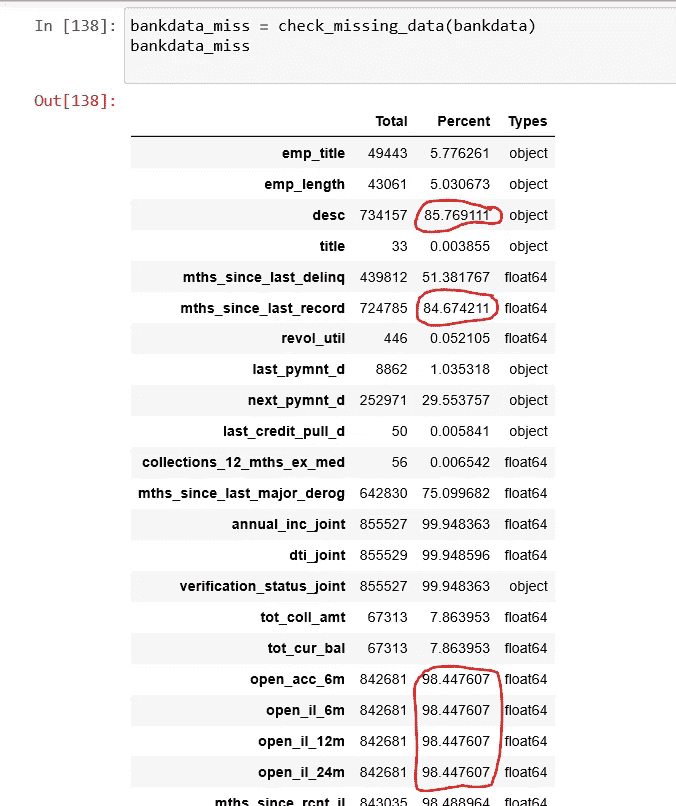 In [138]: bankdata_miss = check_missing_data(bankdata)
bankdata_miss
Out[138]:
Total Percent Types
emp_title 49443 5.776261 object
emp_length 43061 5.030673 object
desc 734157 85.769111 object
title 33 0.003855 object
mths_since_last_delinq 439812 51.381767 float64
mths_since_last_record 724785 84.674211 float64
revol_util 446 0.052105 float64
last_pymnt_d 8862 1.035318 object
next_pymnt_d 252971 29.553757 object
last_credit_pull_d 50 0.005841 object
collections_12_mths_ex_med 56 0.006542 float64
mths_since_last_major_derog 642830 75.099682 float64
annual_inc_joint 855527 99.948363 float64
dti_joint 855529 99.948596 float64
verification_status_joint 855527 99.948363 object
tot_coll_amt 67313 7.863953 float64
tot_cur_bal 67313 7.863953 float64
open_acc_6m 842681 98.447607 float64
open_il_6m 842681 98.447607 float64
open_il_12m 842681 98.447607 float64
open_il_24m 842681 98.447607 float64
mths_since_rcnt_il 843035 98.488964 float64